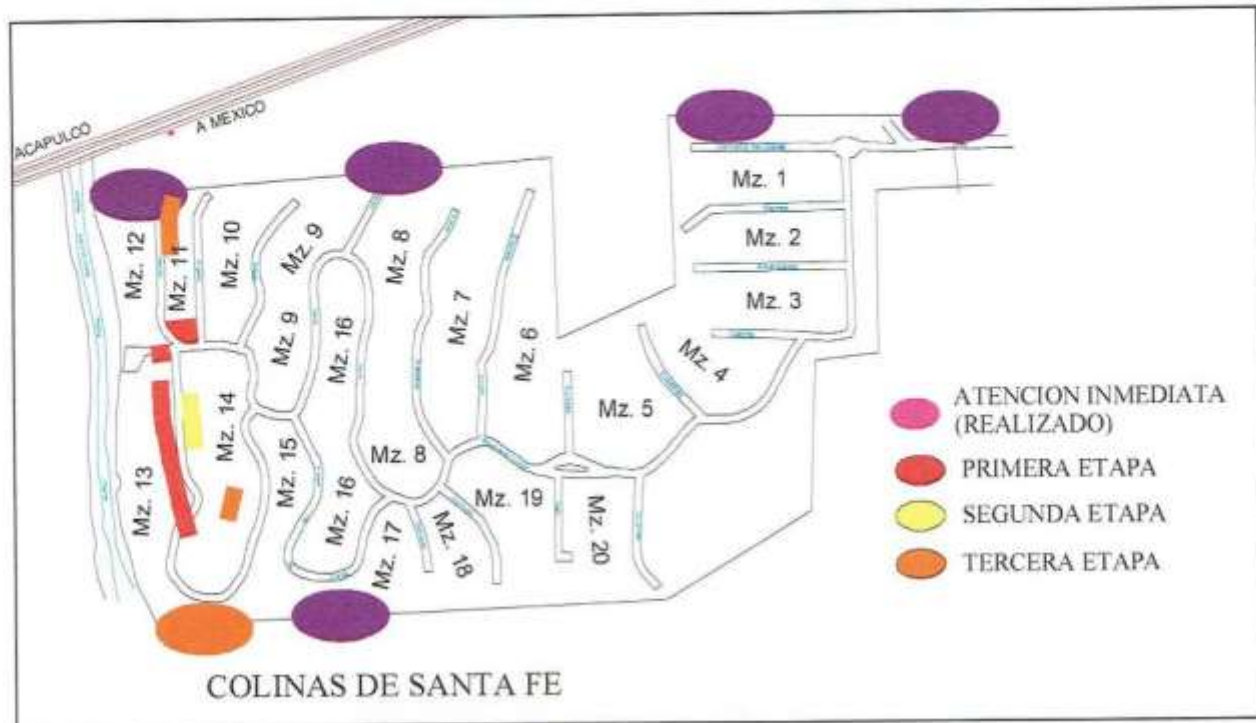 ACAPULCO
A MEXICO
Mz. 1
Mz. 2
Mz. 3
Mz. 4
Mz. 5
Mz. 6
Mz. 7
Mz. 8
Mz. 9
Mz. 10
Mz. 11
Mz. 12
Mz. 9
Mz. 16
Mz. 14
Mz. 13
Mz. 15
Mz. 16
Mz. 8
Mz. 17
Mz. 18
Mz. 19
Mz. 20
ATENCION INMEDIATA
(REALIZADO)
PRIMERA ETAPA
SEGUNDA ETAPA
TERCERA ETAPA
COLINAS DE SANTA FE